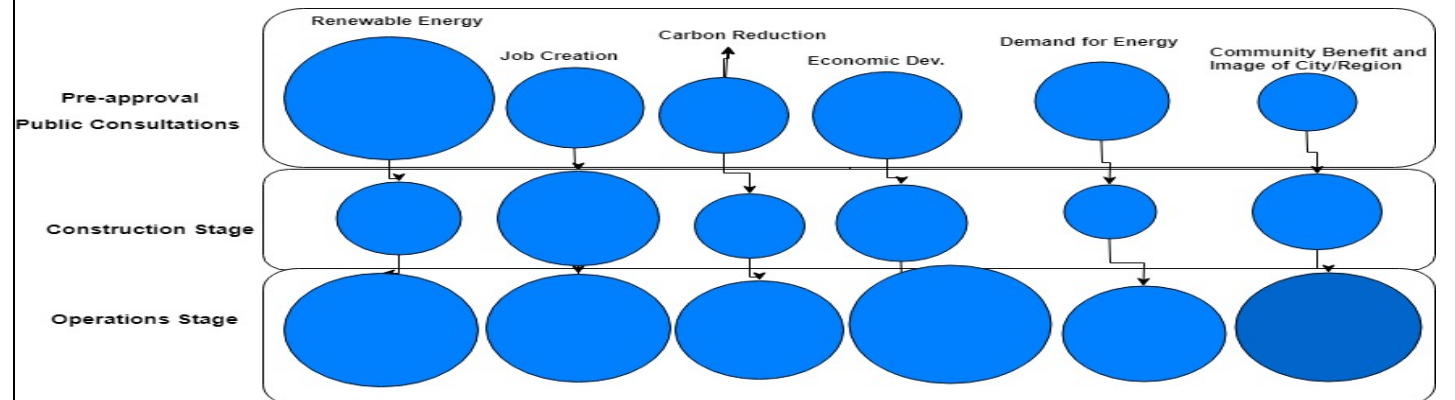 Renewable Energy
Job Creation
Carbon Reduction
Economic Dev.
Demand for Energy
Community Benefit and
Image of City/Region
Pre-approval
Public Consultations
Construction Stage
Operations Stage